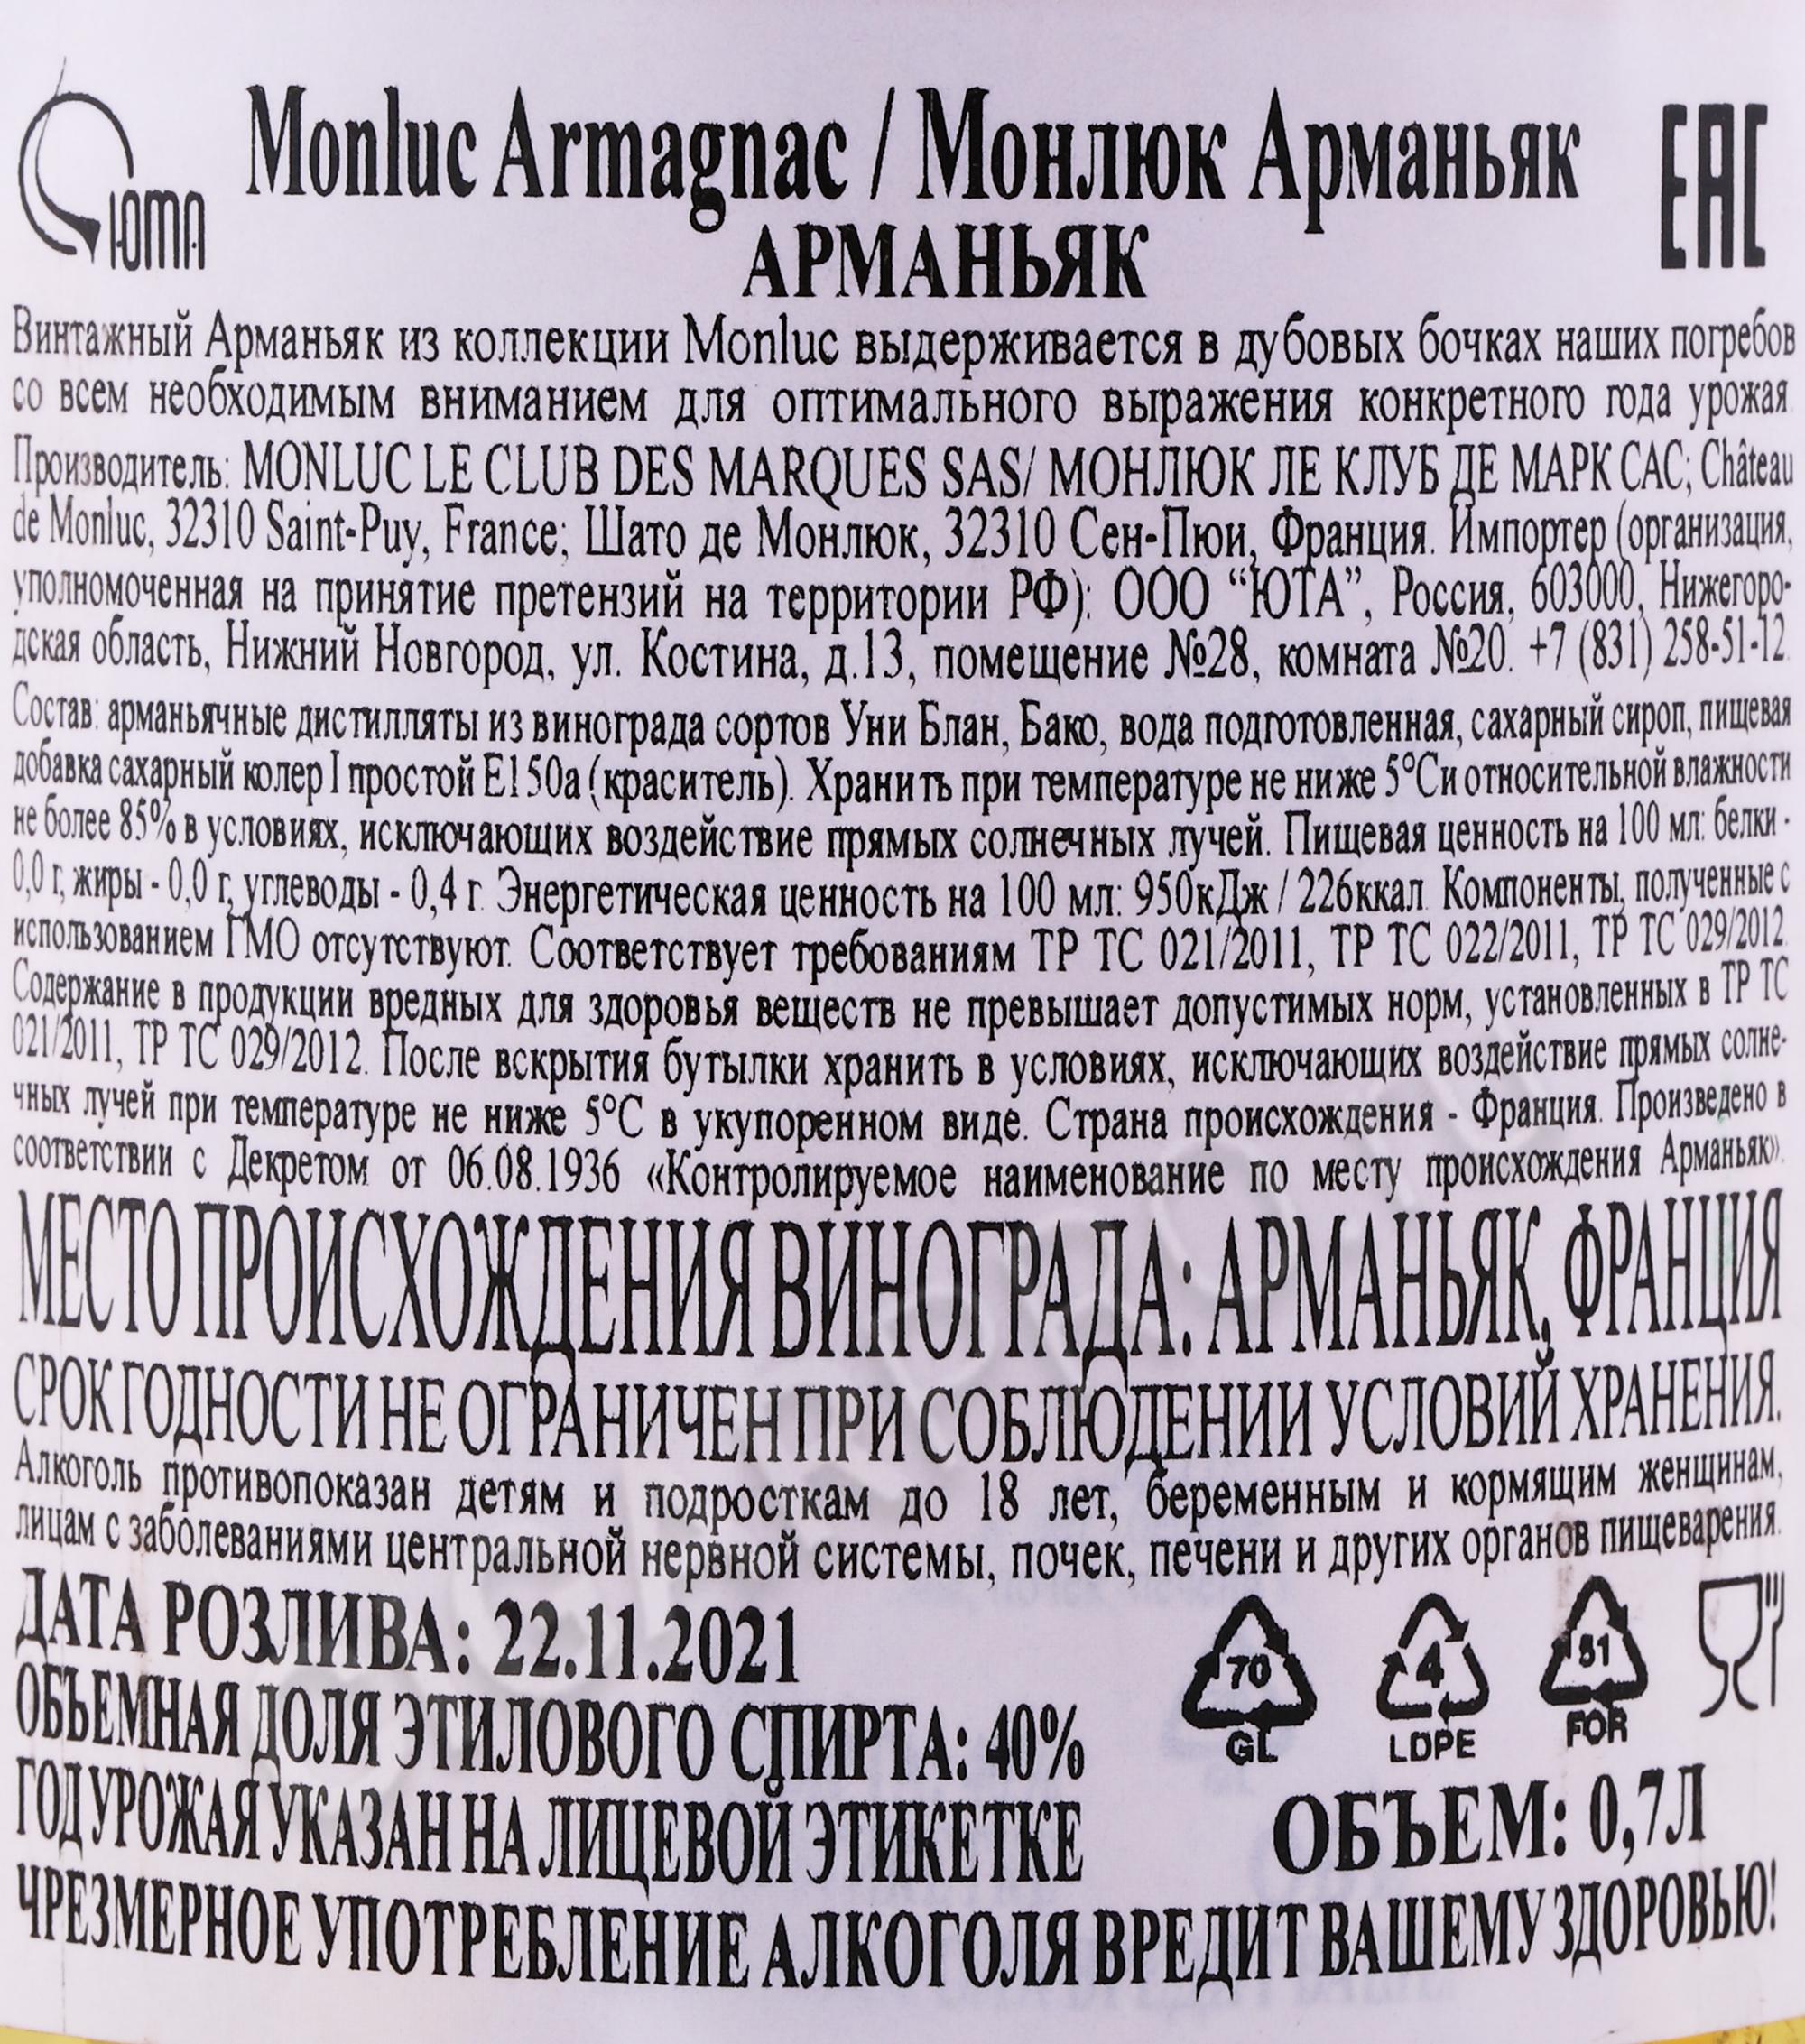 ЮТА
Monluc Armagnac / Монлюк Арманьяк
EAC
АРМАНЬЯК
Винтажный Арманьяк из коллекции Monluc выдерживается в дубовых бочках наших погребов
со всем необходимым вниманием для оптимального выражения конкретного года урожая
Производитель: MONLUC LE CLUB DES MARQUES SAS/ МОНЛЮК ЛЕ КЛУБ ДЕ МАРК САС; Château
de Monluc, 32310 Saint-Puy, France; Шато де Монлюк, 32310 Сен-Пюи, Франция. Импортер (организация,
уполномоченная на принятие претензий на территории РФ): ООО “ЮТА”, Россия, 603000, Нижегоро-
дская область, Нижний Новгород, ул. Костина, д.13, помещение №28, комната №20. +7 (831) 258-51-12.
Состав: арманьячные дистилляты из винограда сортов Уни Блан, Бако, вода подготовленная, сахарный сироп, пищевая
добавка сахарный колер I простой Е150а (краситель). Хранить при температуре не ниже 5°С и относительной влажности
не более 85% в условиях, исключающих воздействие прямых солнечных лучей. Пищевая ценность на 100 мл: белки -
0,0 г, жиры - 0,0 г, углеводы - 0,4 г. Энергетическая ценность на 100 мл: 950кДж / 226ккал. Компоненты, полученные с
использованием ГМО отсутствуют. Соответствует требованиям ТР ТС 021/2011, ТР ТС 022/2011, ТР ТС 029/2012.
Содержание в продукции вредных для здоровья веществ не превышает допустимых норм, установленных в ТР ТС
021/2011, ТР ТС 029/2012. После вскрытия бутылки хранить в условиях, исключающих воздействие прямых солне-
чных лучей при температуре не ниже 5°С в укупоренном виде. Страна происхождения - Франция. Произведено в
соответствии с Декретом от 06.08.1936 «Контролируемое наименование по месту происхождения Арманьяк».
МЕСТО ПРОИСХОЖДЕНИЯ ВИНОГРАДА: АРМАНЬЯК, ФРАНЦИЯ
СРОК ГОДНОСТИ НЕ ОГРАНИЧЕН ПРИ СОБЛЮДЕНИИ УСЛОВИЙ ХРАНЕНИЯ.
Алкоголь противопоказан детям и подросткам до 18 лет, беременным и кормящим женщинам,
лицам с заболеваниями центральной нервной системы, почек, печени и других органов пищеварения.
ДАТА РОЗЛИВА: 22.11.2021
70
GL
4
LDPE
51
FOR
ОБЪЕМНАЯ ДОЛЯ ЭТИЛОВОГО СПИРТА: 40%
ГОД УРОЖАЯ УКАЗАН НА ЛИЦЕВОЙ ЭТИКЕТКЕ
ОБЪЕМ: 0,7Л
ЧРЕЗМЕРНОЕ УПОТРЕБЛЕНИЕ АЛКОГОЛЯ ВРЕДИТ ВАШЕМУ ЗДОРОВЬЮ!